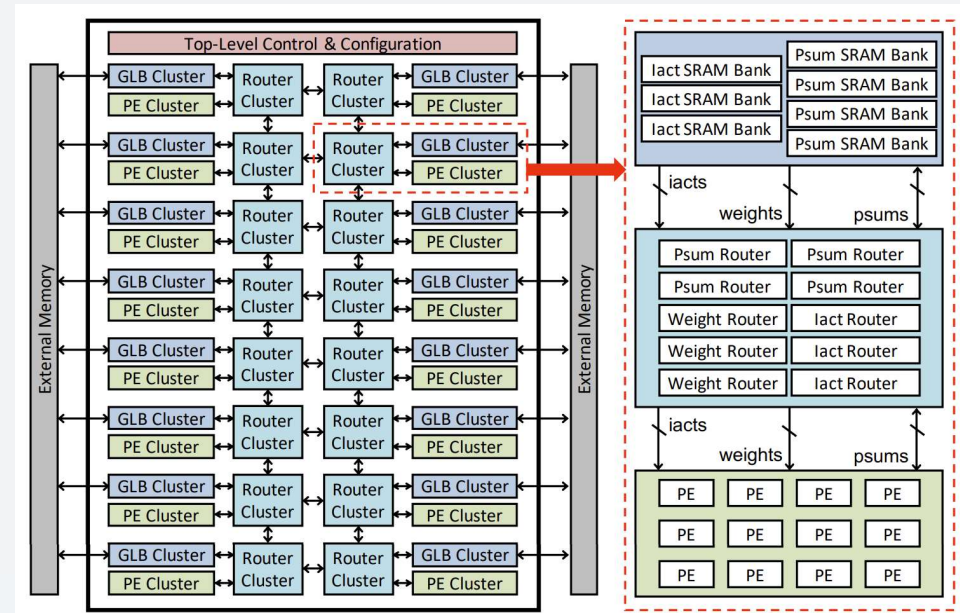 Top-Level Control & Configuration
External Memory
GLB Cluster
PE Cluster
Router
Cluster
Router
Cluster
GLB Cluster
PE Cluster
GLB Cluster
PE Cluster
Router
Cluster
Router
Cluster
GLB Cluster
PE Cluster
GLB Cluster
PE Cluster
Router
Cluster
Router
Cluster
GLB Cluster
PE Cluster
GLB Cluster
PE Cluster
Router
Cluster
Router
Cluster
GLB Cluster
PE Cluster
GLB Cluster
PE Cluster
Router
Cluster
Router
Cluster
GLB Cluster
PE Cluster
GLB Cluster
PE Cluster
Router
Cluster
Router
Cluster
GLB Cluster
PE Cluster
GLB Cluster
PE Cluster
Router
Cluster
Router
Cluster
GLB Cluster
PE Cluster
GLB Cluster
PE Cluster
Router
Cluster
Router
Cluster
GLB Cluster
PE Cluster
External Memory
Iact SRAM Bank
Iact SRAM Bank
Iact SRAM Bank
Psum SRAM Bank
Psum SRAM Bank
Psum SRAM Bank
Psum SRAM Bank
iacts
weights
psums
Psum Router
Psum Router
Psum Router
Psum Router
Weight Router
Iact Router
Weight Router
Iact Router
Weight Router
Iact Router
iacts
weights
psums
PE PE PE PE
PE PE PE PE
PE PE PE PE